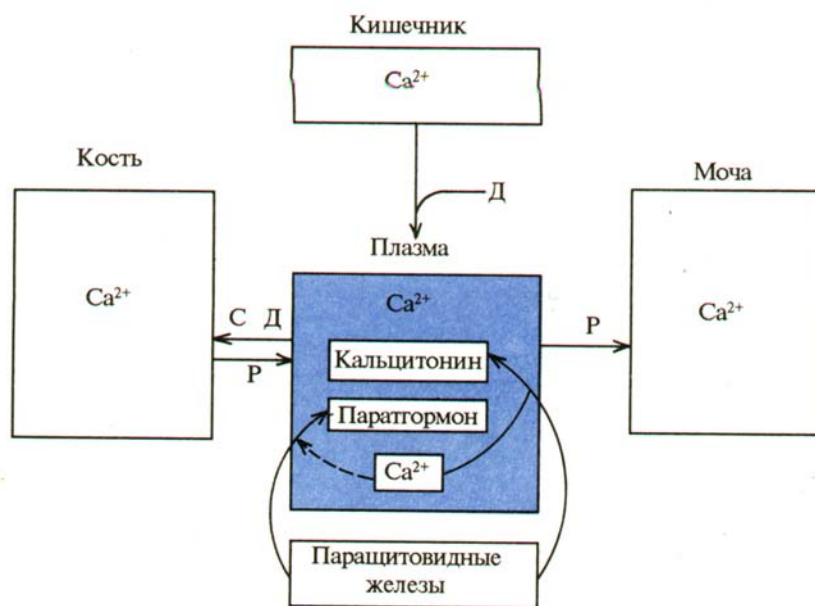 Кишечник
Ca²⁺
Кость
Моча
Д
Плазма
Ca²⁺
Ca²⁺
Ca²⁺
С Д
Р
Р
Кальцитонин
Паратгормон
Ca²⁺
Паращитовидные
железы